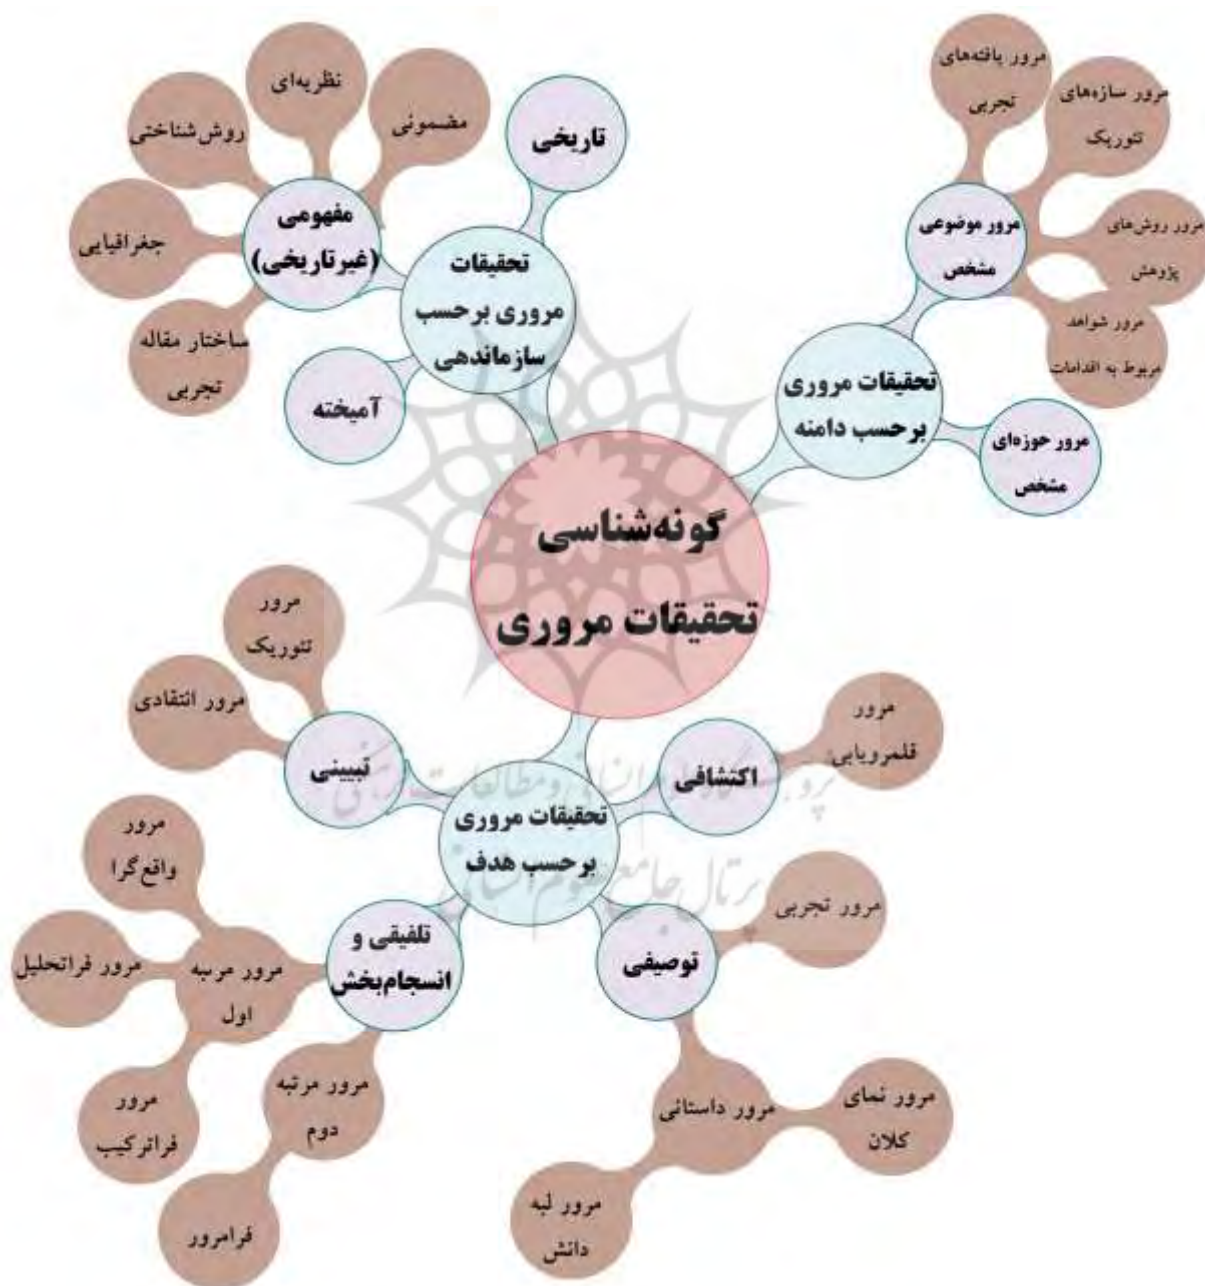 گونه‌شناسی
تحقیقات مروری
تحقیقات مروری
برحسب دامنه
مرور موضوعی
مشخص
مرور یافته‌های
تجربی
مرور سازه‌های
تئوریک
مرور روش‌های
پژوهش
مرور شواهد
مربوط به اقدامات
مرور حوزه‌ای
مشخص
تحقیقات
مروری برحسب
سازماندهی
تاریخی
مفهومی
(غیرتاریخی)
مضمونی
نظریه‌ای
روش‌شناختی
جغرافیایی
ساختار مقاله
تجربی
آمیخته
تحقیقات مروری
برحسب هدف
اکتشافی
مرور
قلمرویابی
توصیفی
مرور تجربی
مرور داستانی
مرور نمای
کلان
مرور لبه
دانش
تبیینی
مرور
تئوریک
مرور انتقادی
تلفیقی و
انسجام‌بخش
مرور مرتبه
اول
مرور
واقع‌گرا
مرور فراتحلیل
مرور
فراترکیب
مرور مرتبه
دوم
فرامرور
پرتال جامع علوم انسانی